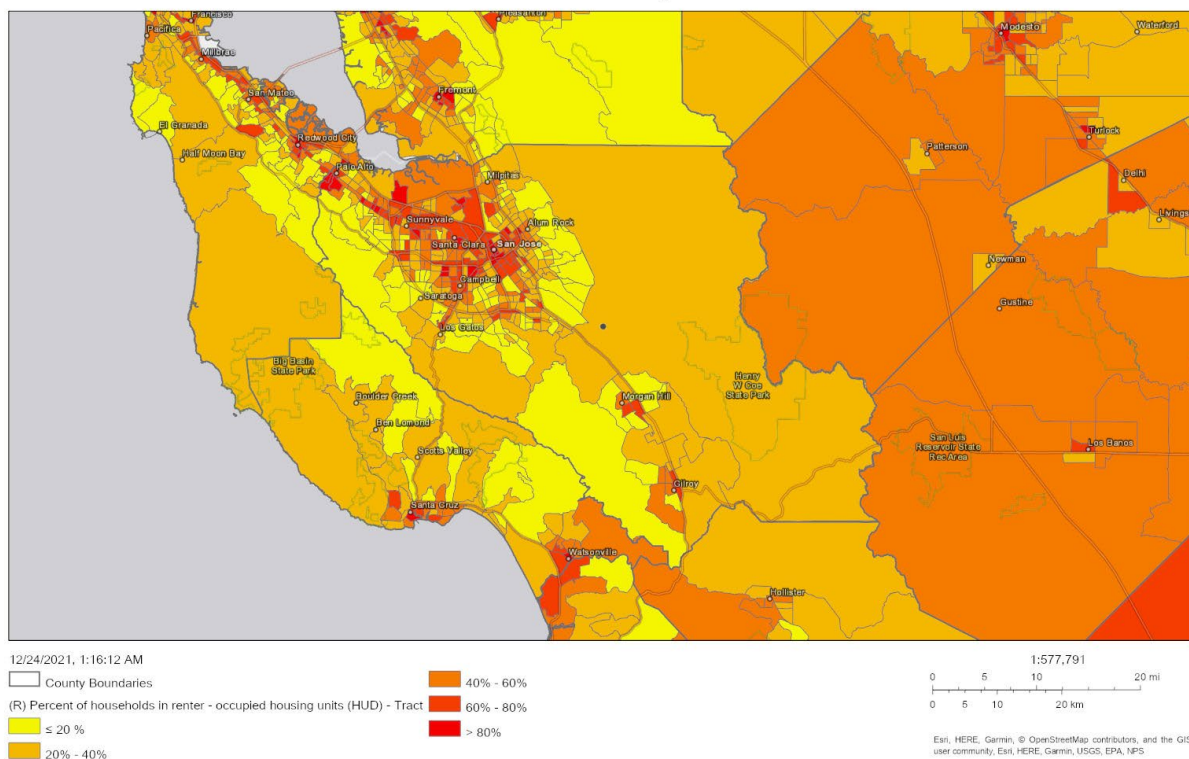 Francisco
Pleasanton
Pacifica
Modesto
Waterford
Millbrae
San Mateo
Fremont
El Granada
Redwood City
Turlock
Half Moon Bay
Palo Alto
Patterson
Milpitas
Delhi
Sunnyvale
Alum Rock
Livings
Santa Clara
San Jose
Newman
Campbell
Saratoga
Gustine
Los Gatos
Big Basin
State Park
Henry
W Coe
State Park
Boulder Creek
Morgan Hill
Ben Lomond
San Luis
Reservoir State
Rec Area
Los Banos
Scotts Valley
Gilroy
Santa Cruz
Watsonville
Hollister
12/24/2021, 1:16:12 AM
County Boundaries
(R) Percent of households in renter - occupied housing units (HUD) - Tract
≤ 20 %
20% - 40%
40% - 60%
60% - 80%
> 80%
1:577,791
0 5 10 20 mi
0 5 10 20 km
Esri, HERE, Garmin, © OpenStreetMap contributors, and the GIS
user community, Esri, HERE, Garmin, USGS, EPA, NPS